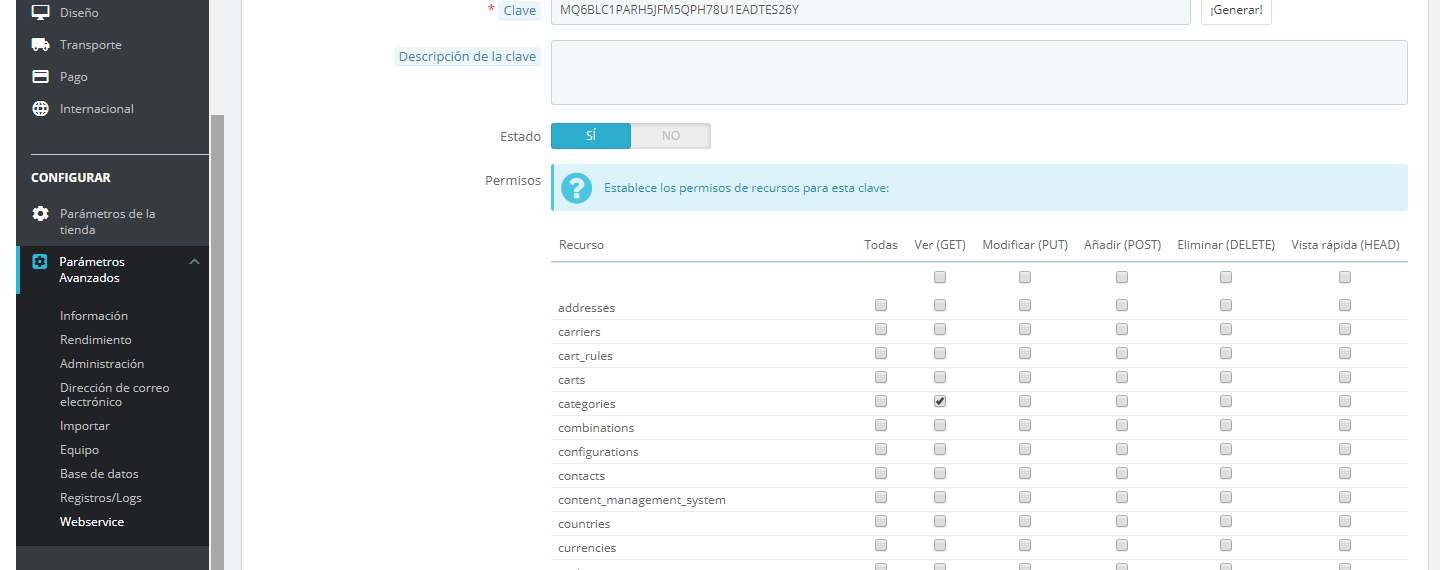 Diseño
Transporte
Pago
Internacional
CONFIGURAR
Parámetros de la
tienda
Parámetros
Avanzados
Información
Rendimiento
Administración
Dirección de correo
electrónico
Importar
Equipo
Base de datos
Registros/Logs
Webservice
* Clave MQ6BLC1PARH5JFM5QPH78U1EADTES26Y ¡Generar!
Descripción de la clave
Estado SÍ NO
Permisos ? Establece los permisos de recursos para esta clave:
Recurso Todas Ver (GET) Modificar (PUT) Añadir (POST) Eliminar (DELETE) Vista rápida (HEAD)
addresses
carriers
cart_rules
carts
categories
combinations
configurations
contacts
content_management_system
countries
currencies